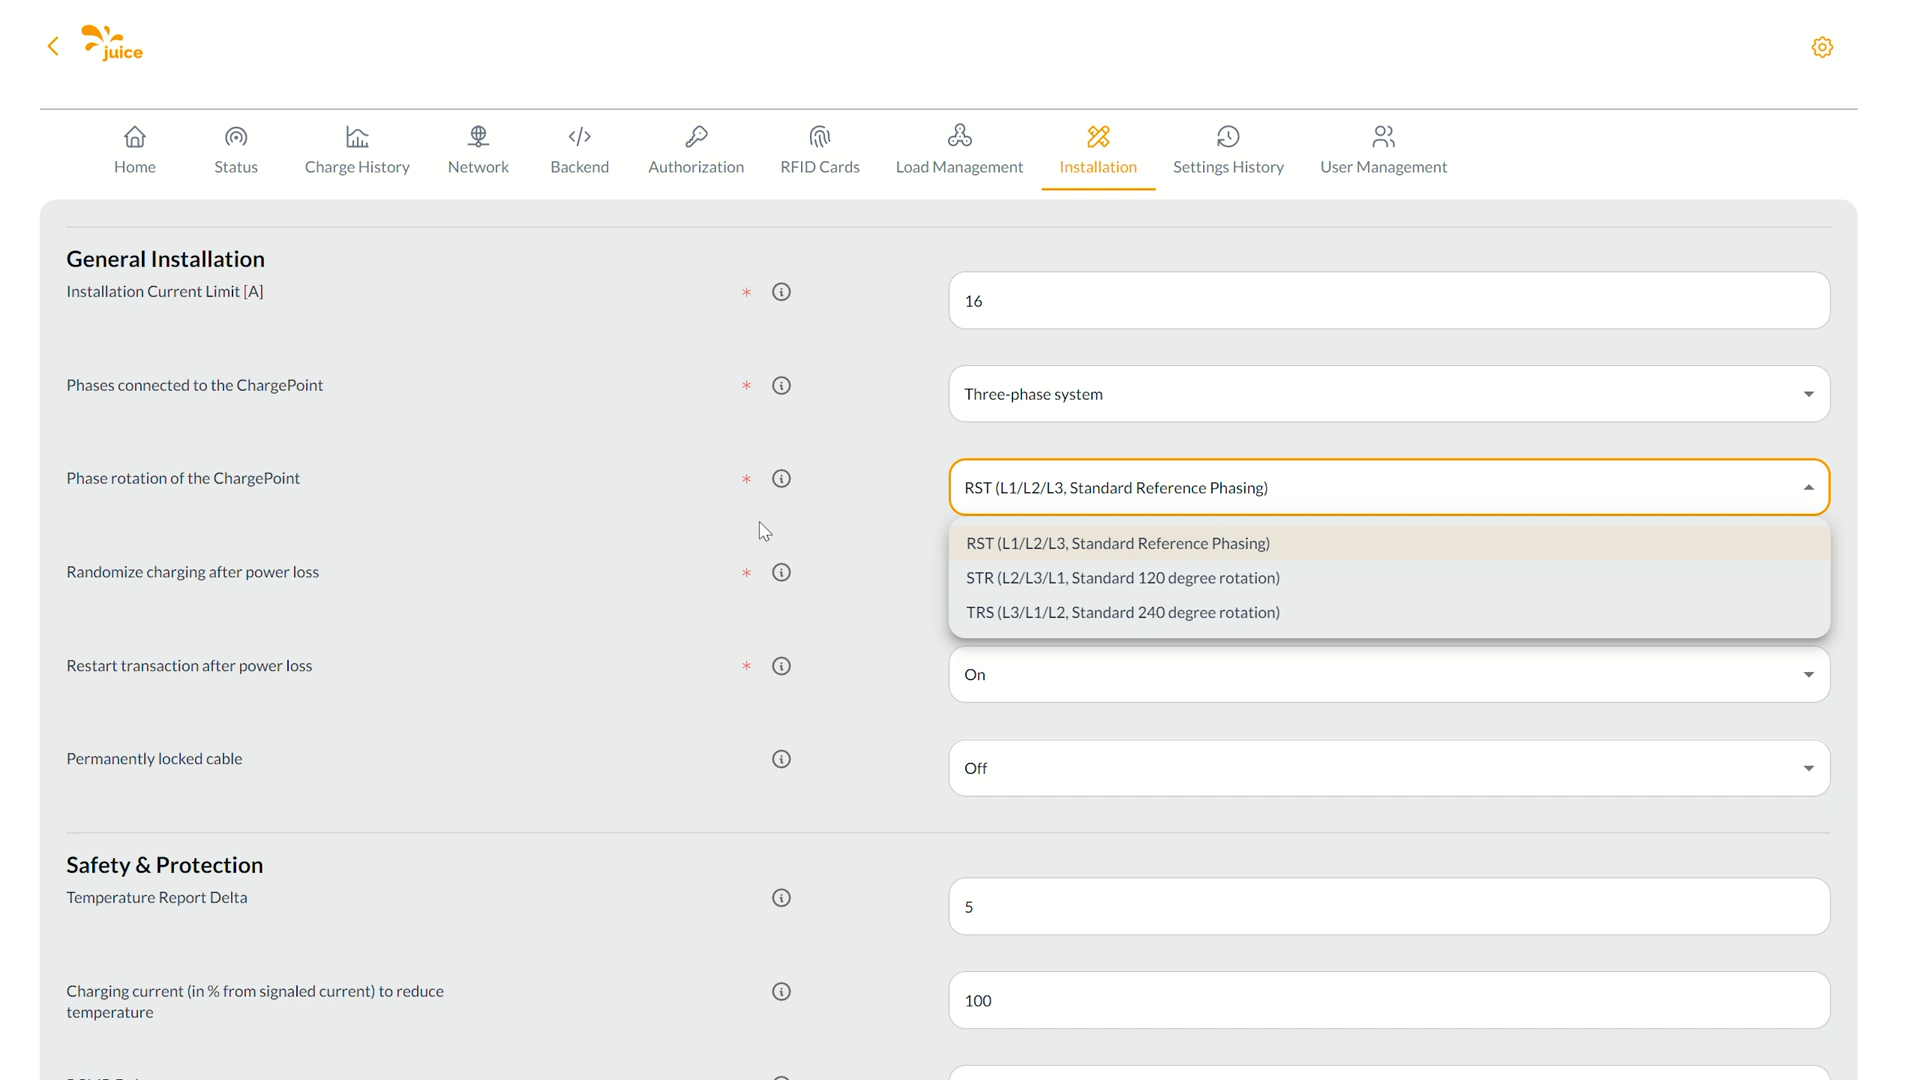 juice
Home
Status
Charge History
Network
Backend
Authorization
RFID Cards
Load Management
Installation
Settings History
User Management
General Installation
Installation Current Limit [A]
*
16
Phases connected to the ChargePoint
*
Three-phase system
Phase rotation of the ChargePoint
*
RST (L1/L2/L3, Standard Reference Phasing)
RST (L1/L2/L3, Standard Reference Phasing)
STR (L2/L3/L1, Standard 120 degree rotation)
TRS (L3/L1/L2, Standard 240 degree rotation)
Randomize charging after power loss
*
Restart transaction after power loss
*
On
Permanently locked cable
Off
Safety & Protection
Temperature Report Delta
5
Charging current (in % from signaled current) to reduce
temperature
100